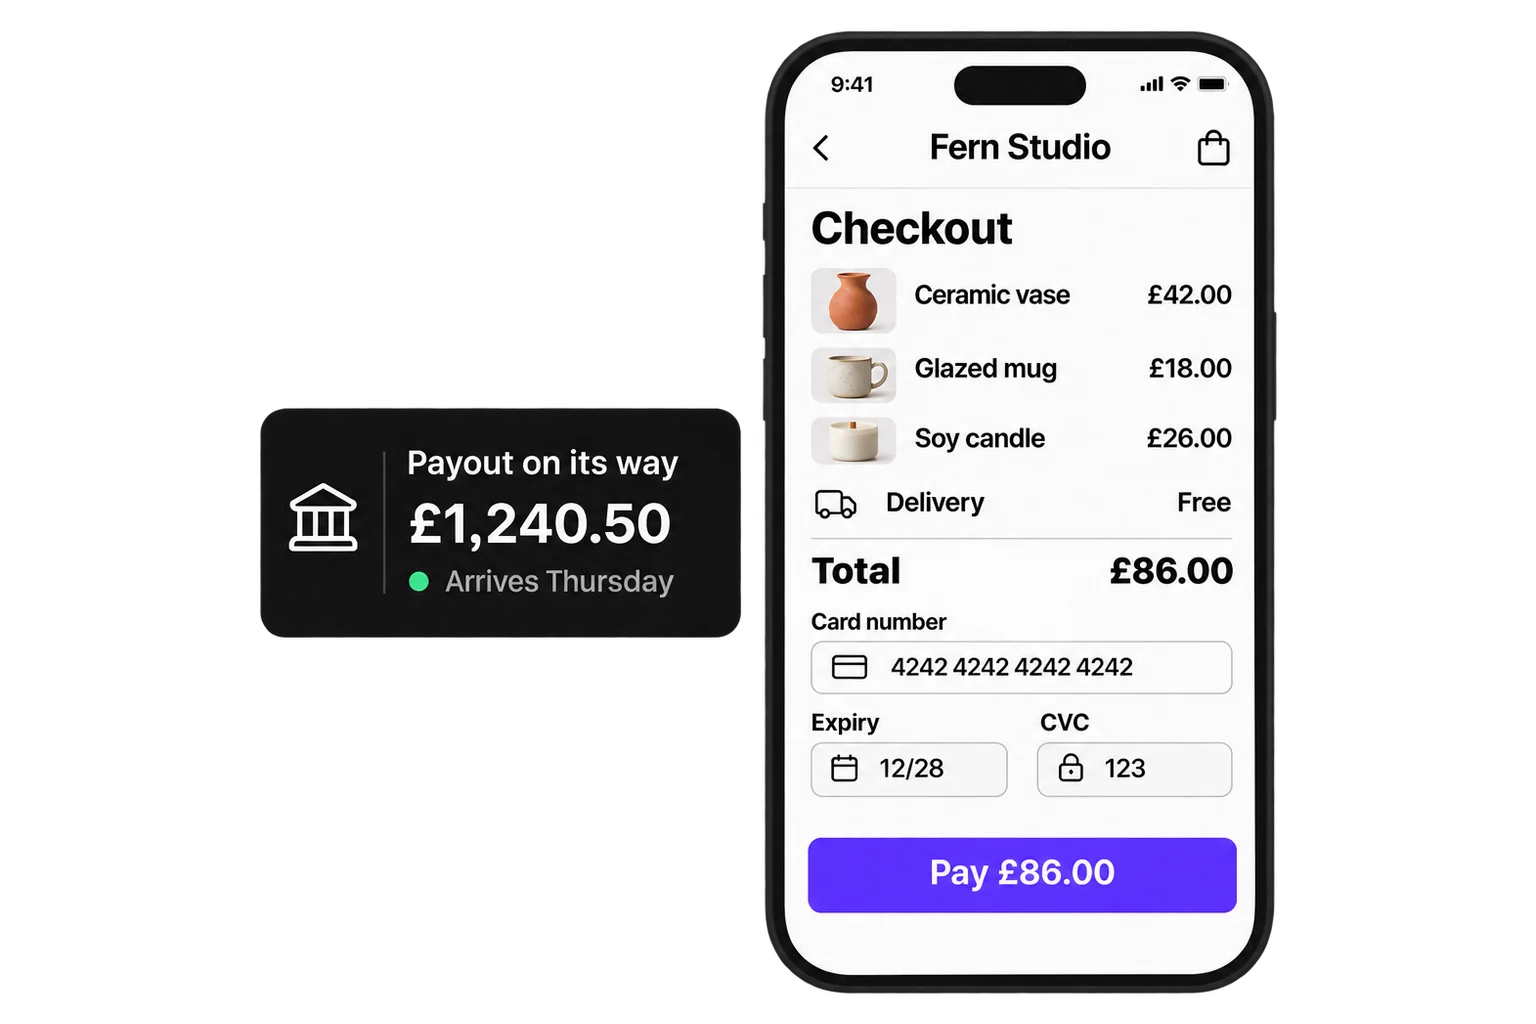 Payout on its way
£1,240.50
Arrives Thursday
9:41
Fern Studio
Checkout
Ceramic vase £42.00
Glazed mug £18.00
Soy candle £26.00
Delivery Free
Total £86.00
Card number
4242 4242 4242 4242
Expiry CVC
12/28 123
Pay £86.00